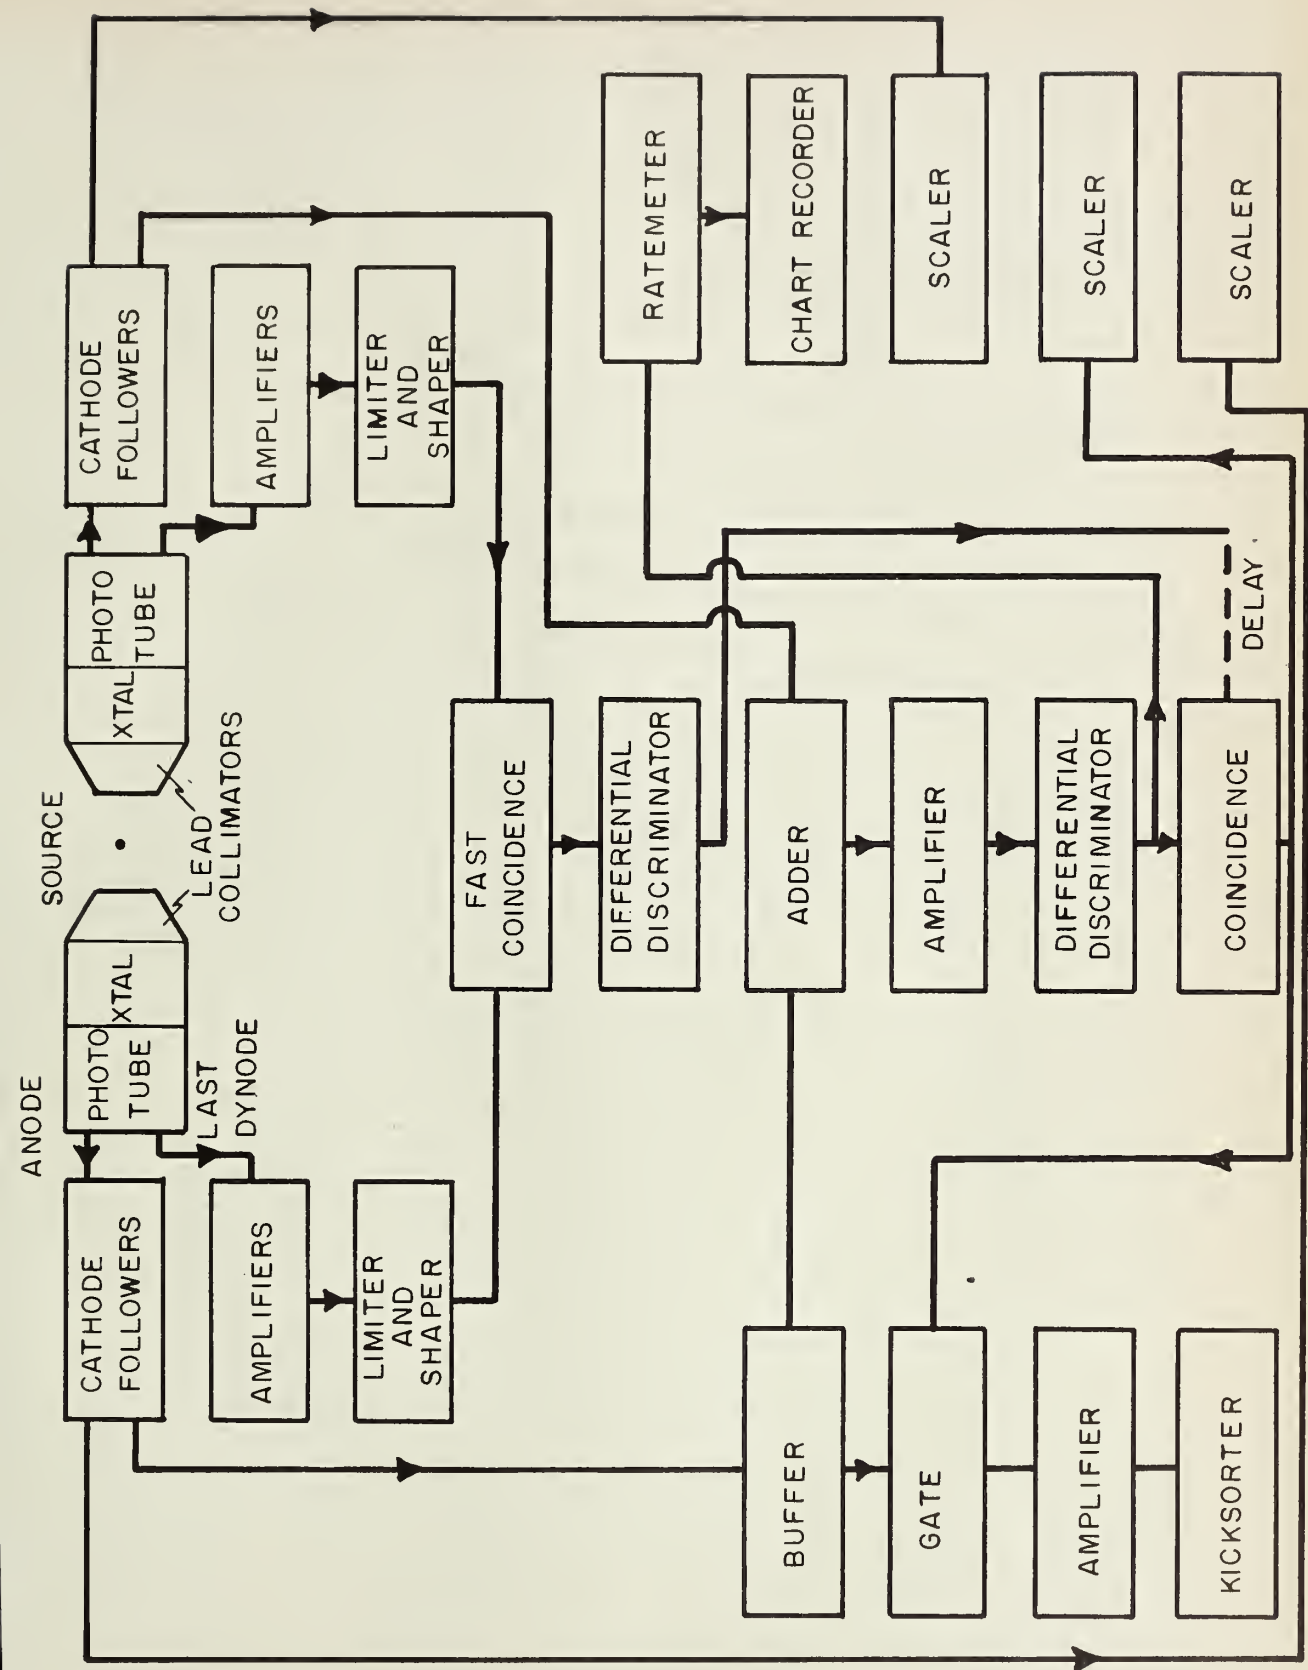 ANODE
SOURCE
CATHODE
FOLLOWERS
PHOTO
TUBE
XTAL
XTAL
PHOTO
TUBE
CATHODE
FOLLOWERS
LAST
DYNODE
LEAD
COLLIMATORS
AMPLIFIERS
AMPLIFIERS
LIMITER
AND
SHAPER
LIMITER
AND
SHAPER
FAST
COINCIDENCE
DIFFERENTIAL
DISCRIMINATOR
RATEMETER
BUFFER
ADDER
CHART RECORDER
GATE
AMPLIFIER
SCALER
AMPLIFIER
DIFFERENTIAL
DISCRIMINATOR
SCALER
KICKSORTER
COINCIDENCE
DELAY
SCALER